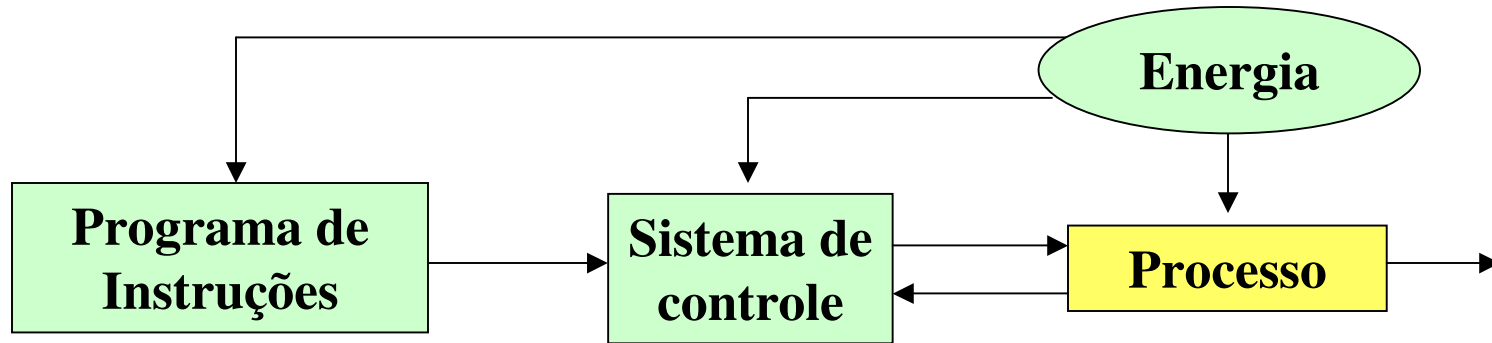 Energia
Programa de
Instruções
Sistema de
controle
Processo